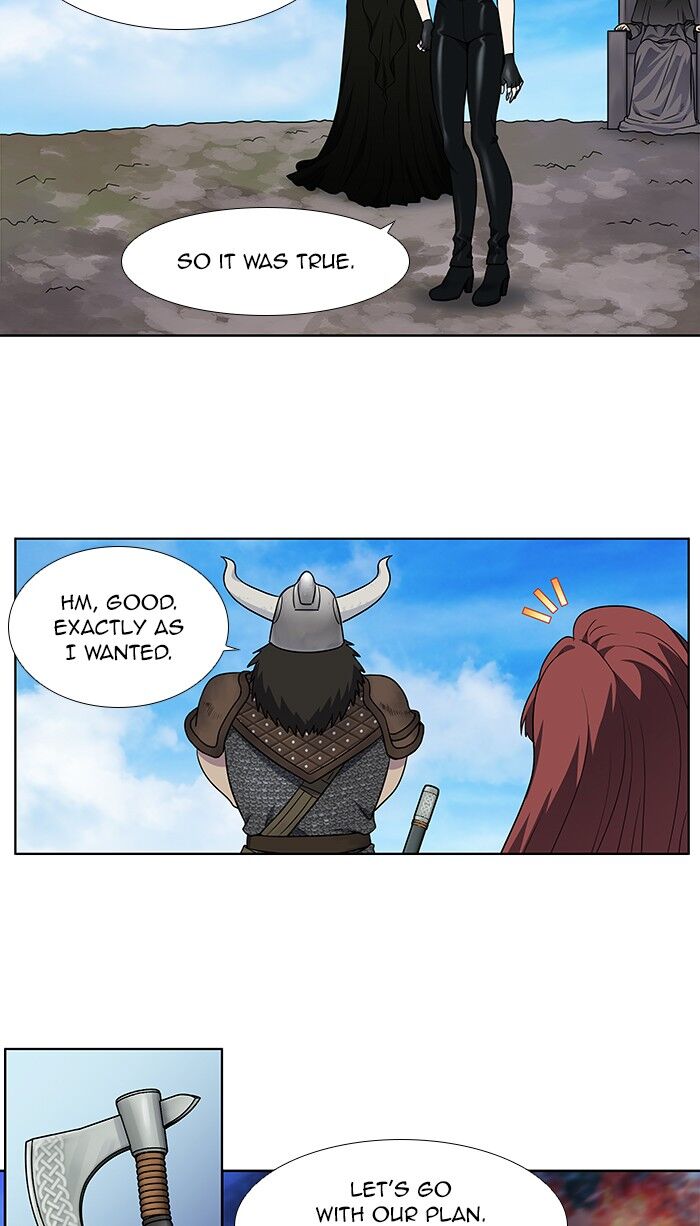 SO IT WAS TRUE.
HM, GOOD.
EXACTLY AS
I WANTED.
LET'S GO
WITH OUR PLAN.